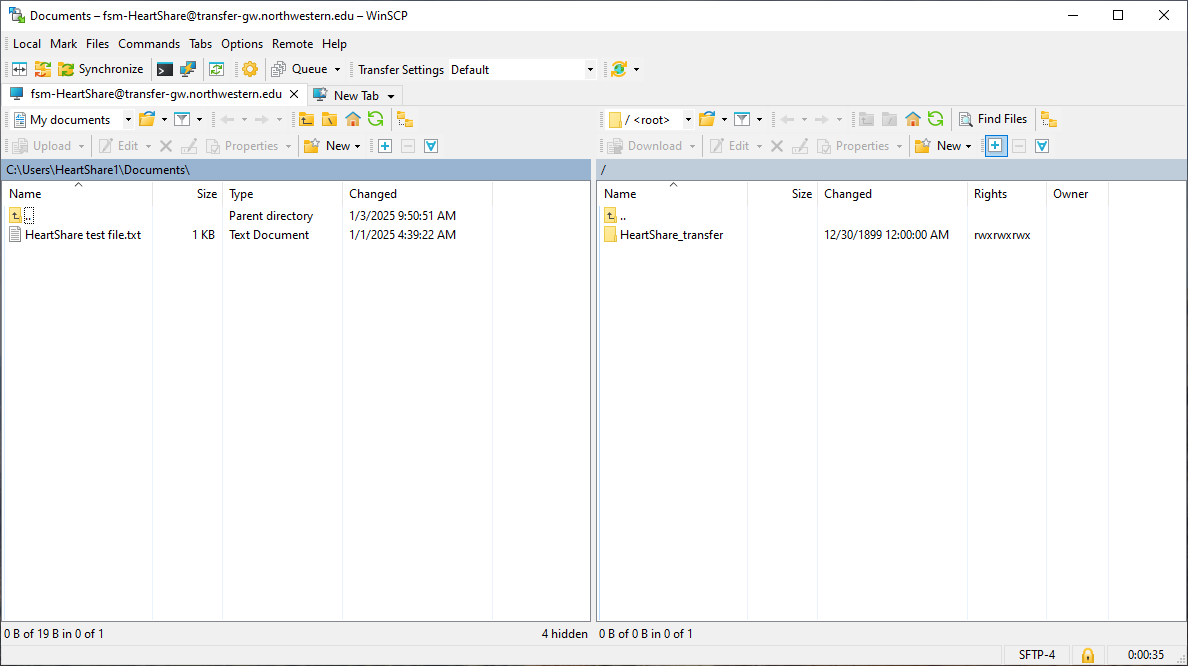 Documents – fsm-HeartShare@transfer-gw.northwestern.edu – WinSCP
Local Mark Files Commands Tabs Options Remote Help
Synchronize Queue Transfer Settings Default
fsm-HeartShare@transfer-gw.northwestern.edu New Tab
My documents / <root> Find Files
Upload Edit Properties New Download Edit Properties New
C:\Users\HeartShare1\Documents\ /
Name Size Type Changed Name Size Changed Rights Owner
.. Parent directory 1/3/2025 9:50:51 AM ..
HeartShare test file.txt 1 KB Text Document 1/1/2025 4:39:22 AM HeartShare_transfer 12/30/1899 12:00:00 AM rwxrwxrwx
0 B of 19 B in 0 of 1 4 hidden 0 B of 0 B in 0 of 1
SFTP-4 0:00:35